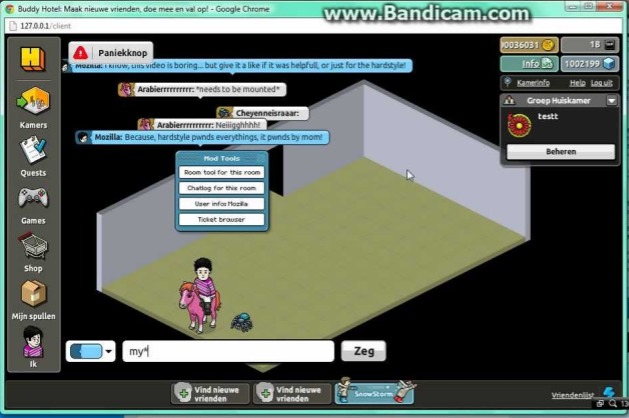 Buddy Hotel: Maak nieuwe vrienden, doe mee en val op! - Google Chrome
www.Bandicam.com
127.0.0.1/client
Paniekknop
Mozilla: I know, this video is boring... but give it a like if it was helpfull, or just for the hardstyle!
Arabierrrrrrrrr: *needs to be mounted*
Cheyenneisraaar:
Arabierrrrrrrrr: Neiiigghhhh!
Mozilla: Because, hardstyle pwnds everythings, it pwnds by mom!
Mod Tools
Room tool for this room
Chatlog for this room
User info: Mozilla
Ticket browser
Kamers
Quests
Games
Shop
Mijn spullen
Ik
18
Info
1002199
Kamerinfo
Help
Log uit
Groep Huiskamer
testt
Beheren
my*
Zeg
Vind nieuwe vrienden
Vind nieuwe vrienden
SnowStorm
Vriendenlijst